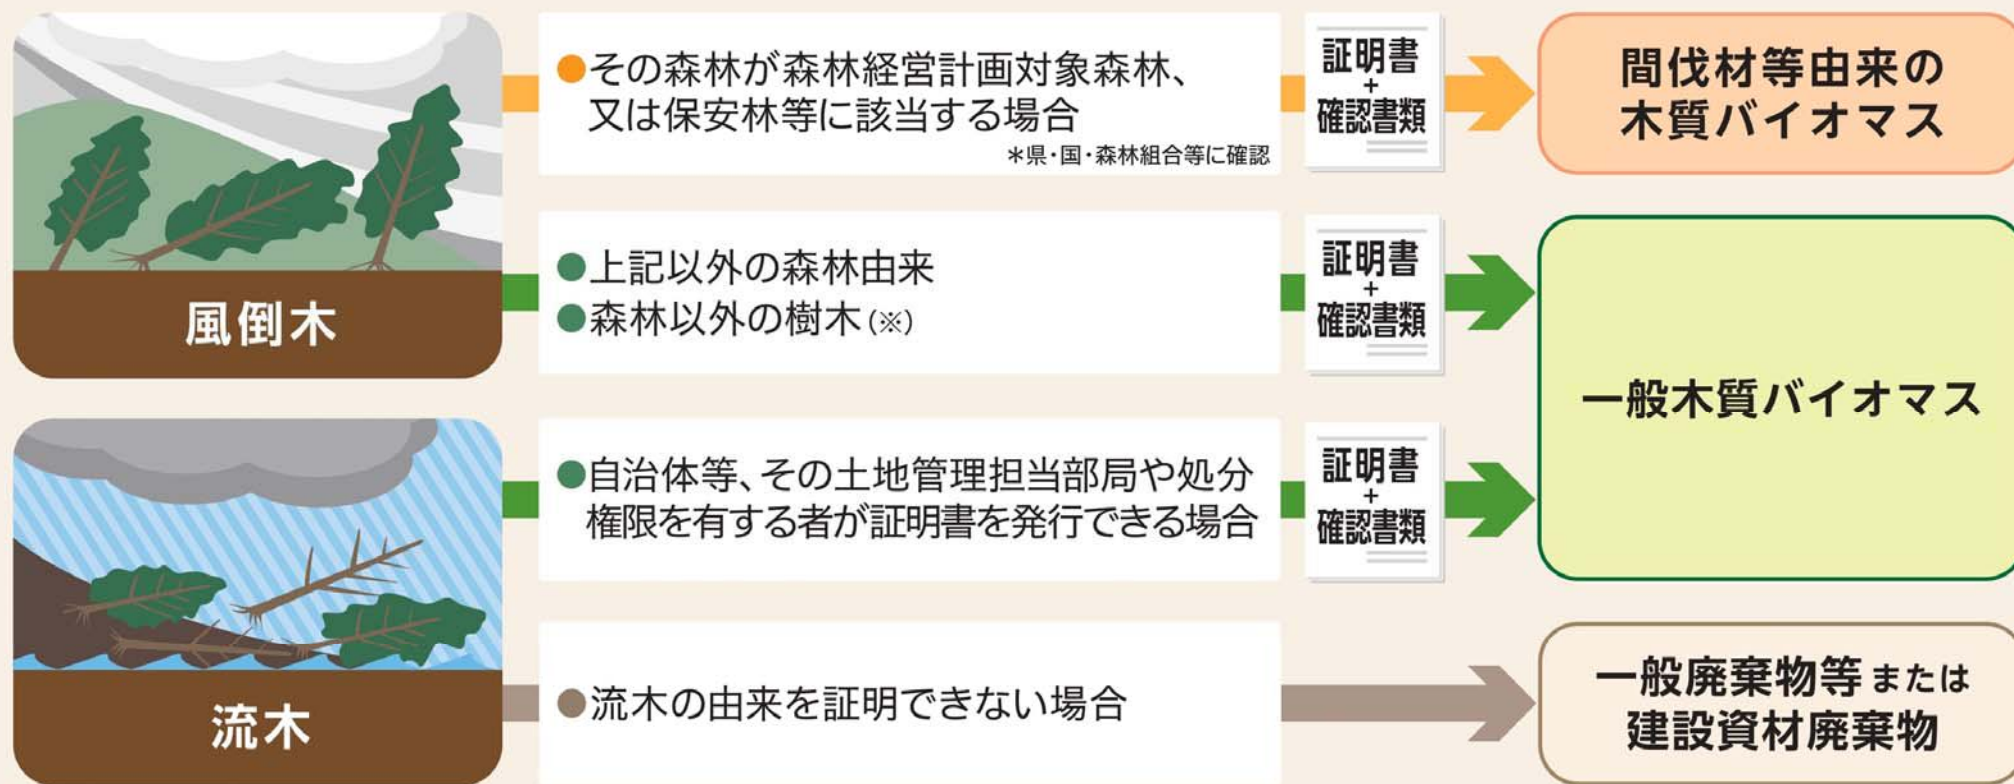 ●その森林が森林経営計画対象森林、
又は保安林等に該当する場合
＊県・国・森林組合等に確認
証明書
+
確認書類
間伐材等由来の
木質バイオマス
風倒木
●上記以外の森林由来
●森林以外の樹木(※)
証明書
+
確認書類
一般木質バイオマス
流木
●自治体等、その土地管理担当部局や処分
権限を有する者が証明書を発行できる場合
証明書
+
確認書類
●流木の由来を証明できない場合
一般廃棄物等または
建設資材廃棄物